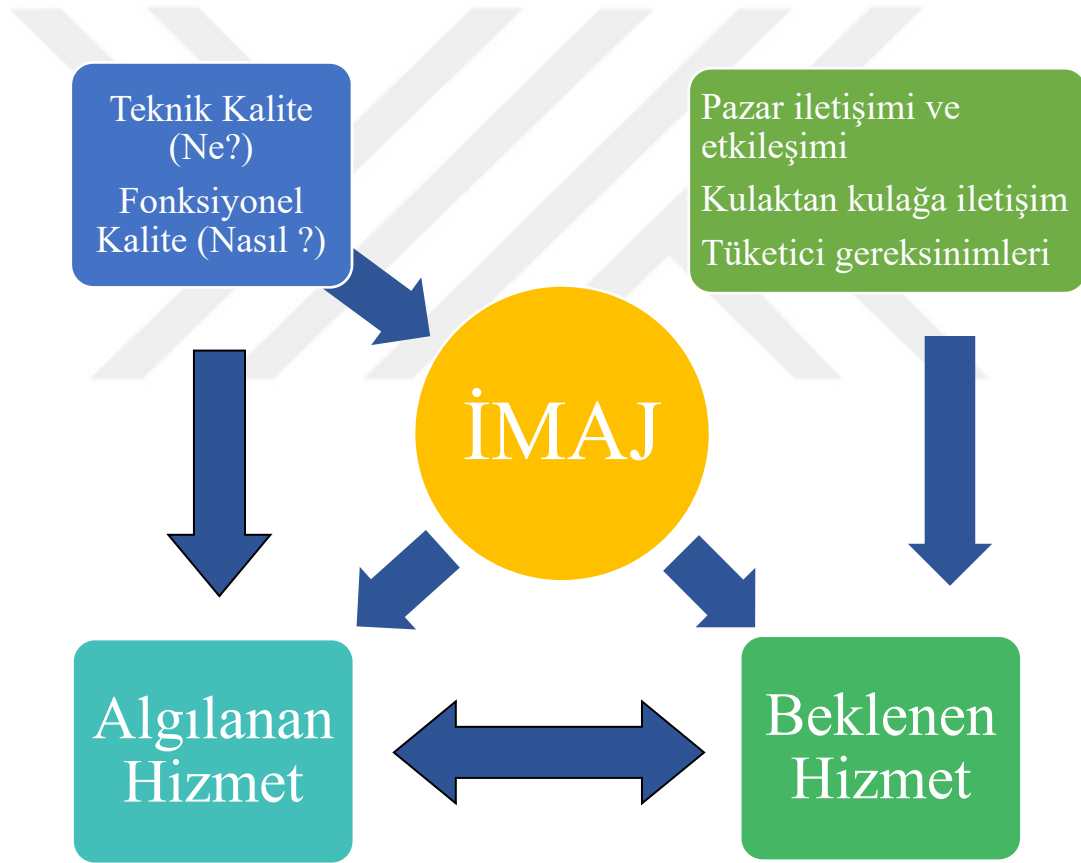 Teknik Kalite
(Ne?)
Fonksiyonel
Kalite (Nasıl ?)
Pazar iletişimi ve
etkileşimi
Kulaktan kulağa iletişim
Tüketici gereksinimleri
İMAJ
Algılanan
Hizmet
Beklenen
Hizmet